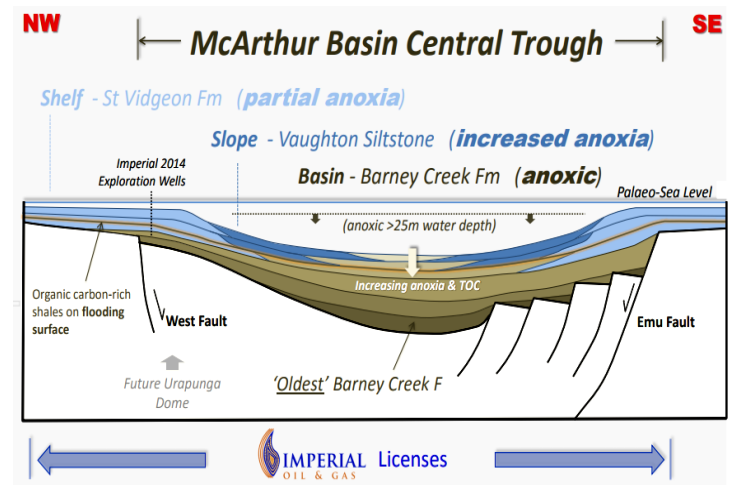 NW
SE
McArthur Basin Central Trough
Shelf - St Vidgeon Fm (partial anoxia)
Slope - Vaughton Siltstone (increased anoxia)
Imperial 2014
Exploration Wells
Basin - Barney Creek Fm (anoxic)
Palaeo-Sea Level
(anoxic >25m water depth)
Increasing anoxia & TOC
Organic carbon-rich
shales on flooding
surface
West Fault
Emu Fault
Future Urapunga
Dome
'Oldest' Barney Creek F
IMPERIAL Licenses
OIL & GAS